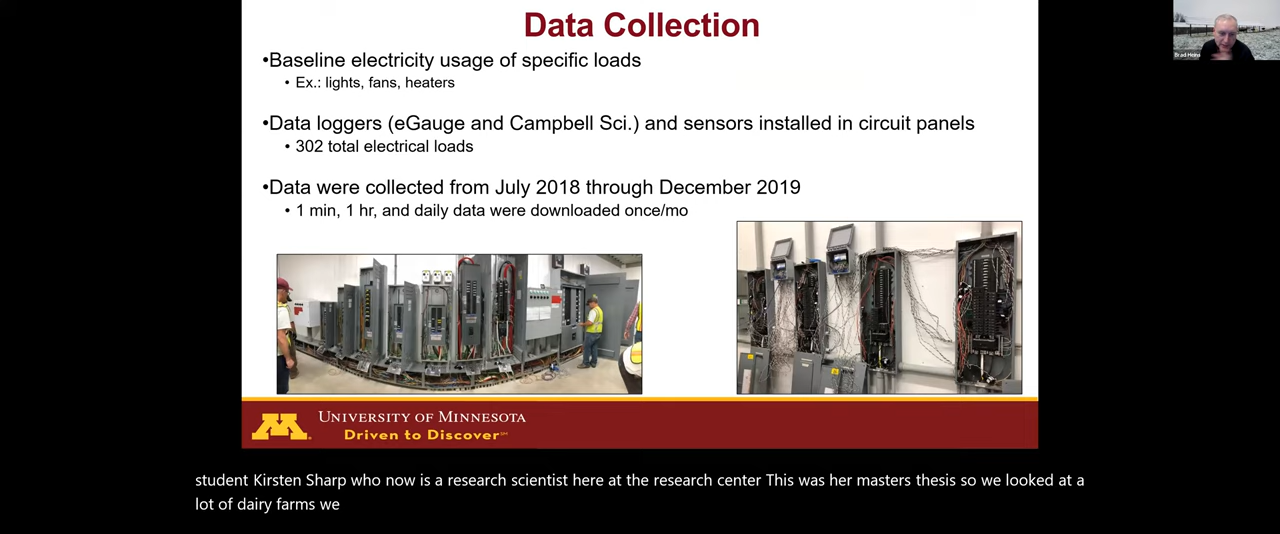 Data Collection
•Baseline electricity usage of specific loads
• Ex.: lights, fans, heaters
•Data loggers (eGauge and Campbell Sci.) and sensors installed in circuit panels
• 302 total electrical loads
•Data were collected from July 2018 through December 2019
• 1 min, 1 hr, and daily data were downloaded once/mo
Brad Heins
M
UNIVERSITY OF MINNESOTA
Driven to Discover℠
student Kirsten Sharp who now is a research scientist here at the research center This was her masters thesis so we looked at a
lot of dairy farms we